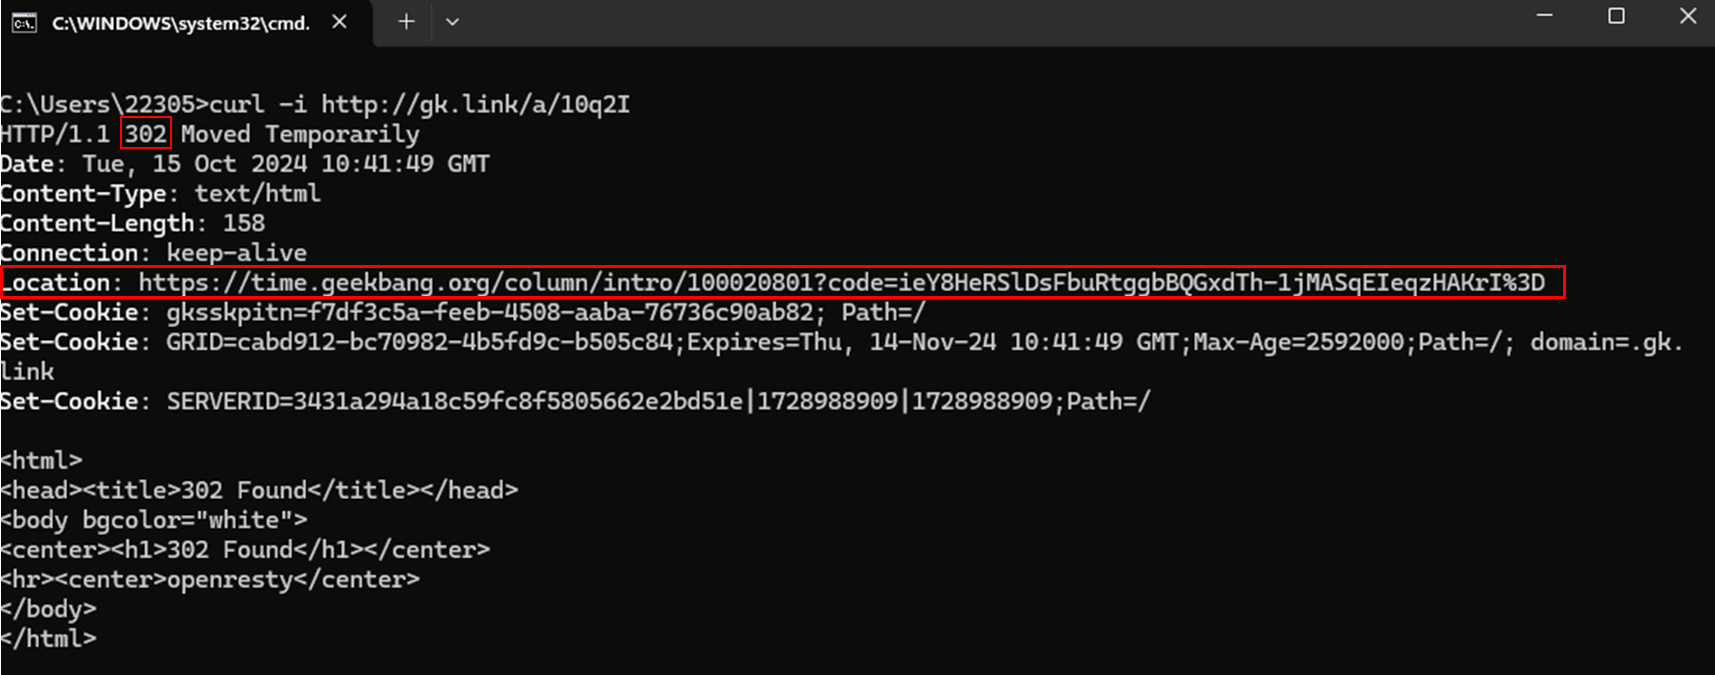 C:\WINDOWS\system32\cmd.
C:\Users\22305>curl -i http://gk.link/a/10q2I
HTTP/1.1 302 Moved Temporarily
Date: Tue, 15 Oct 2024 10:41:49 GMT
Content-Type: text/html
Content-Length: 158
Connection: keep-alive
Location: https://time.geekbang.org/column/intro/100020801?code=ieY8HeRSlDsFbuRtggbBQGxdTh-1jMASqEIeqzHAKrI%3D
Set-Cookie: gksskpitn=f7df3c5a-feeb-4508-aaba-76736c90ab82; Path=/
Set-Cookie: GRID=cabd912-bc70982-4b5fd9c-b505c84;Expires=Thu, 14-Nov-24 10:41:49 GMT;Max-Age=2592000;Path=/; domain=.gk.
link
Set-Cookie: SERVERID=3431a294a18c59fc8f5805662e2bd51e|1728988909|1728988909;Path=/
<html>
<head><title>302 Found</title></head>
<body bgcolor="white">
<center><h1>302 Found</h1></center>
<hr><center>openresty</center>
</body>
</html>